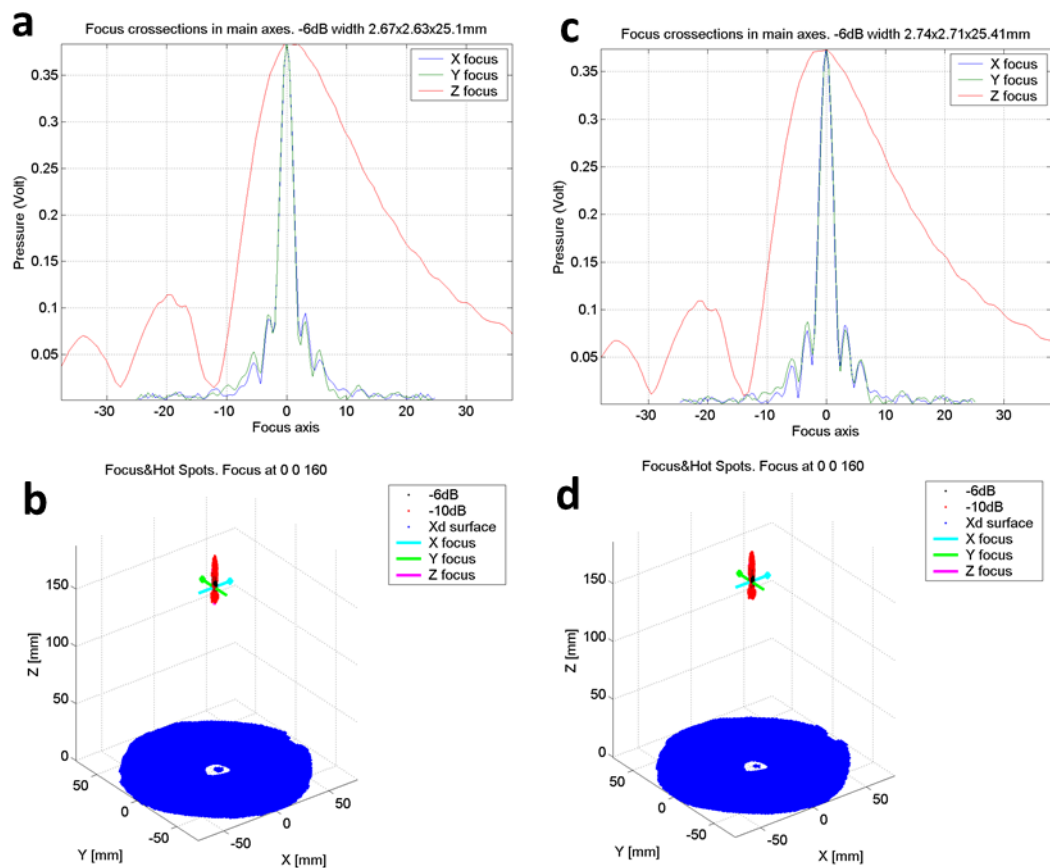 a
Focus crossections in main axes. -6dB width 2.67x2.63x25.1mm
X focus
Y focus
Z focus
Pressure (Volt)
0.35
0.3
0.25
0.2
0.15
0.1
0.05
-30 -20 -10 0 10 20 30
Focus axis
c
Focus crossections in main axes. -6dB width 2.74x2.71x25.41mm
X focus
Y focus
Z focus
Pressure (Volt)
0.35
0.3
0.25
0.2
0.15
0.1
0.05
-30 -20 -10 0 10 20 30
Focus axis
b
Focus&Hot Spots. Focus at 0 0 160
-6dB
-10dB
Xd surface
X focus
Y focus
Z focus
Z [mm]
150
100
50
0
50
0
-50
Y [mm]
-50
0
50
X [mm]
d
Focus&Hot Spots. Focus at 0 0 160
-6dB
-10dB
Xd surface
X focus
Y focus
Z focus
Z [mm]
150
100
50
0
50
0
-50
Y [mm]
-50
0
50
X [mm]